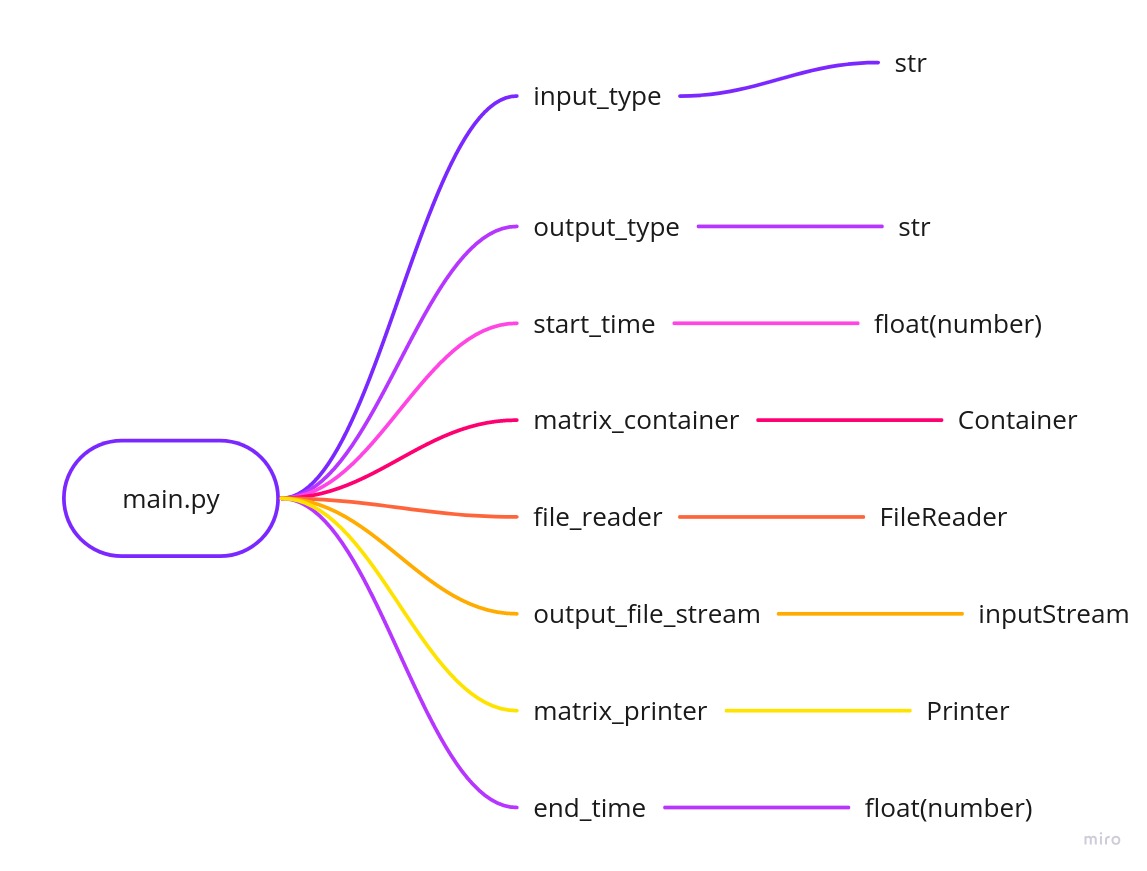 input_type
str
output_type
str
start_time
float(number)
matrix_container
Container
main.py
file_reader
FileReader
output_file_stream
inputStream
matrix_printer
Printer
end_time
float(number)
miro